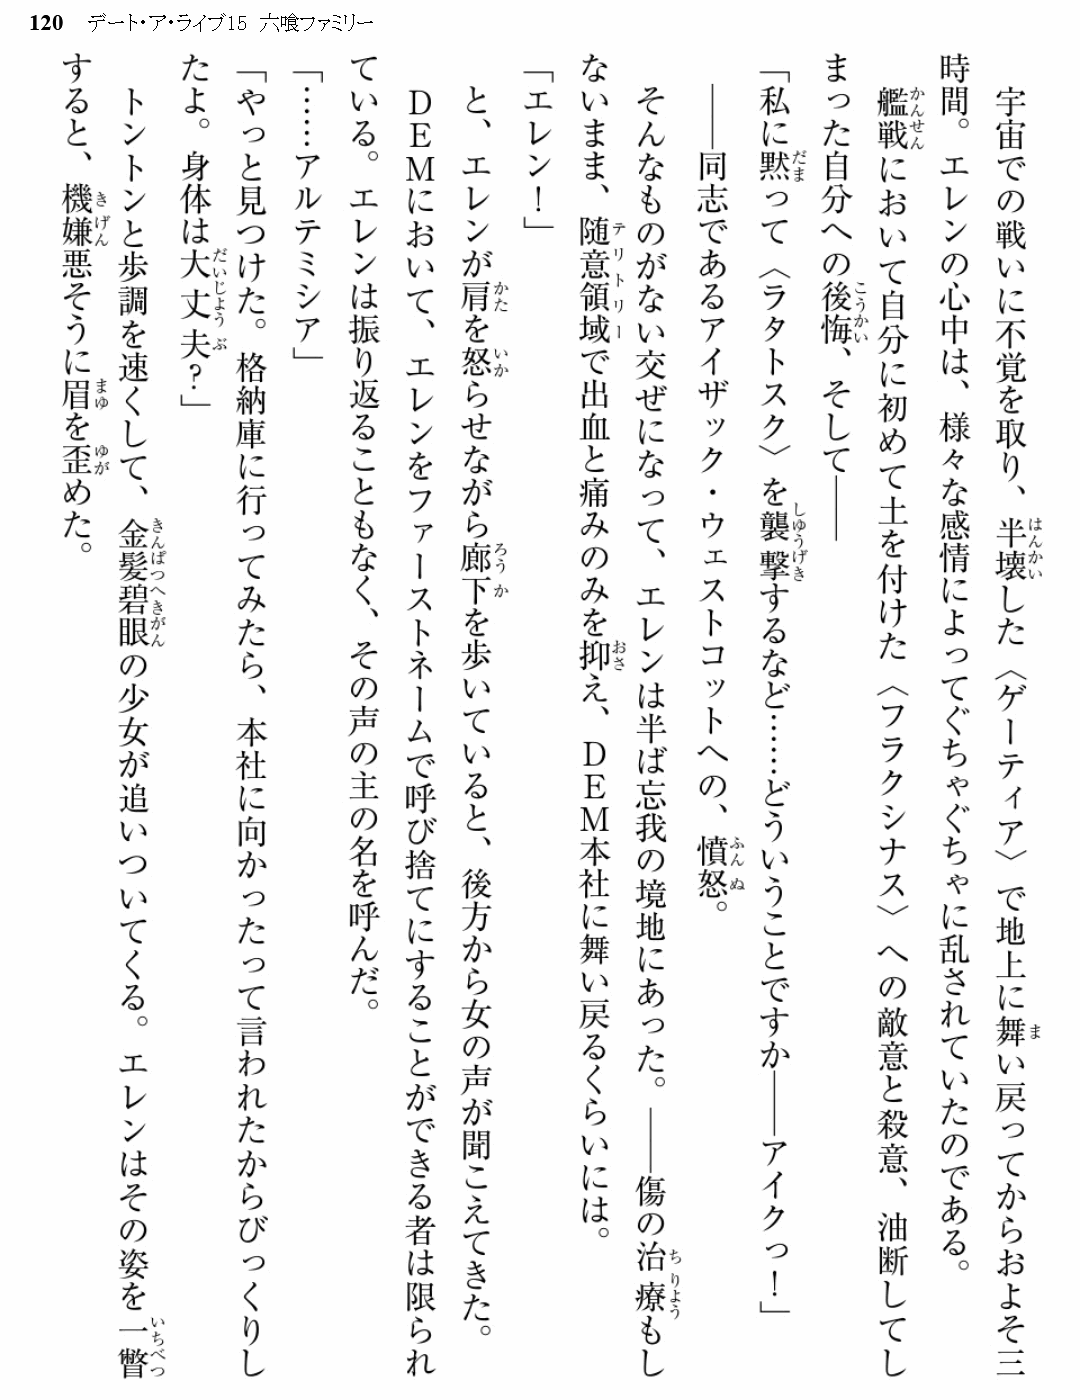 120 デート・ア・ライブ15 六喰ファミリー
宇宙での戦いに不覚を取り、半壊した〈ゲーティア〉で地上に舞い戻ってからおよそ三
時間。エレンの心中は、様々な感情によってぐちゃぐちゃに乱されていたのである。
艦戦において自分に初めて土を付けた〈フラクシナス〉への敵意と殺意、油断してし
まった自分への後悔、そして――
「私に黙って〈ラタトスク〉を襲撃するなど……どういうことですか――アイクっ！」
――同志であるアイザック・ウェストコットへの、憤怒。
そんなものがない交ぜになって、エレンは半ば忘我の境地にあった。――傷の治療もし
ないまま、随意領域で出血と痛みのみを抑え、ＤＥＭ本社に舞い戻るくらいには。
「エレン！」
と、エレンが肩を怒らせながら廊下を歩いていると、後方から女の声が聞こえてきた。
ＤＥＭにおいて、エレンをファーストネームで呼び捨てにすることができる者は限られ
ている。エレンは振り返ることもなく、その声の主の名を呼んだ。
「……アルテミシア」
「やっと見つけた。格納庫に行ってみたら、本社に向かったって言われたからびっくりし
たよ。身体は大丈夫？」
トントンと歩調を速くして、金髪碧眼の少女が追いついてくる。エレンはその姿を一瞥
すると、機嫌悪そうに眉を歪めた。